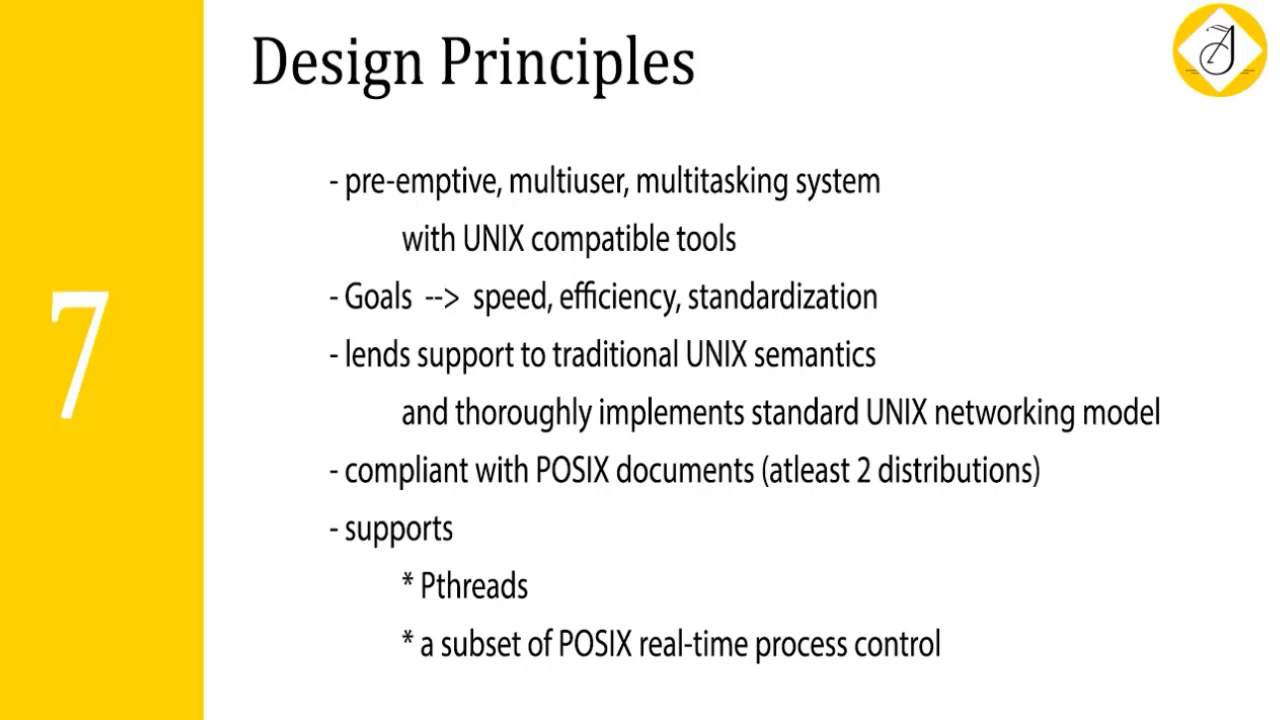 Design Principles
- pre-emptive, multiuser, multitasking system
with UNIX compatible tools
- Goals --> speed, efficiency, standardization
- lends support to traditional UNIX semantics
and thoroughly implements standard UNIX networking model
- compliant with POSIX documents (atleast 2 distributions)
- supports
* Pthreads
* a subset of POSIX real-time process control
7